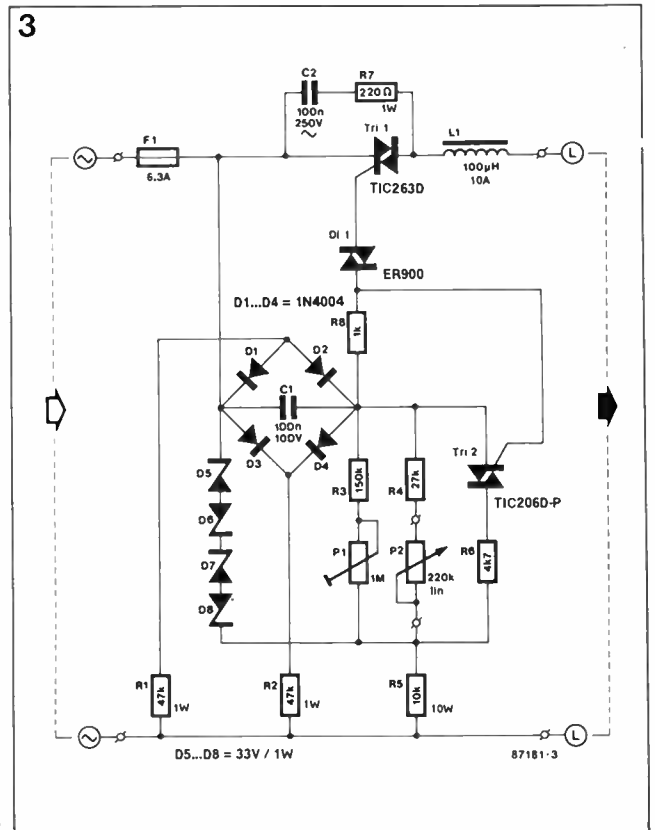 3
C2
100n
250V
~
R7
220Ω
1W
F1
6.3A
Tri 1
TIC263D
L1
100µH
10A
L
Di 1
ER900
D1...D4 = 1N4004
R8
1k
D1
D2
C1
100n
100V
D3
D4
D5
D6
D7
D8
R3
150k
R4
27k
Tri 2
TIC206D-P
P1
1M
P2
220k
lin
R6
4k7
R1
47k
1W
R2
47k
1W
R5
10k
10W
L
D5...D8 = 33V / 1W
87181-3